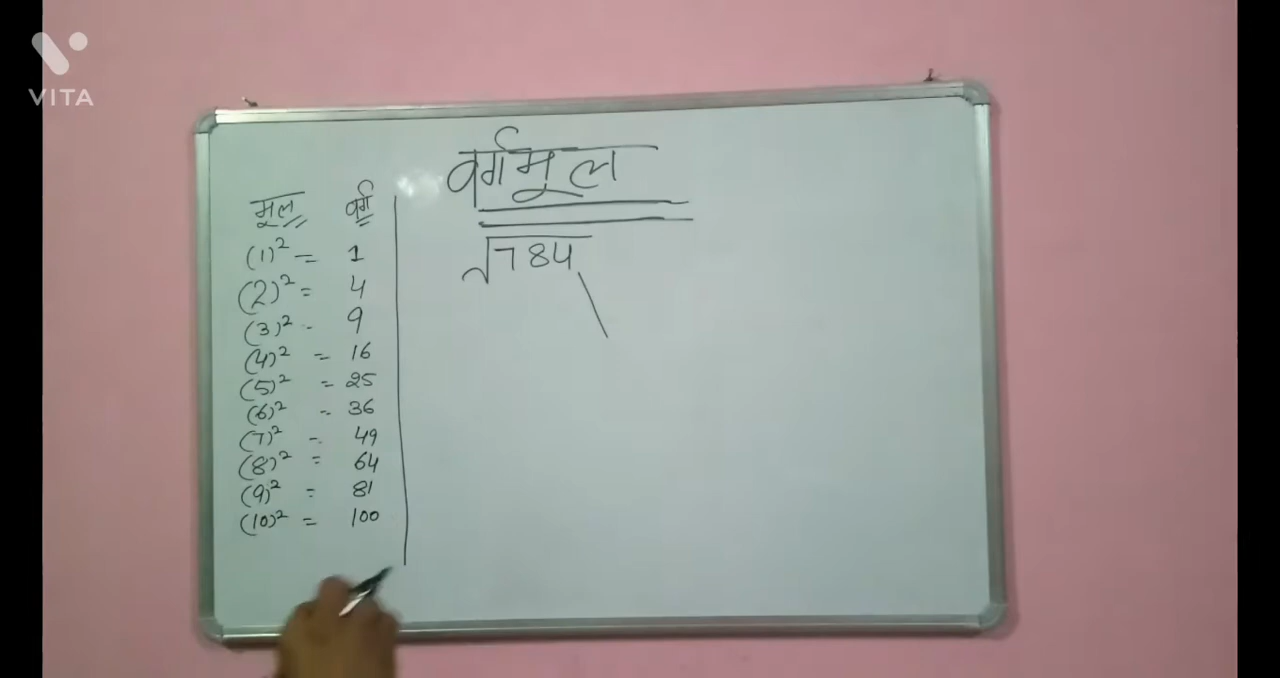 VITA
वर्गमूल
मूल वर्ग
(1)² = 1
(2)² = 4
(3)² - 9
(4)² = 16
(5)² = 25
(6)² = 36
(7)² = 49
(8)² = 64
(9)² = 81
(10)² = 100
√784